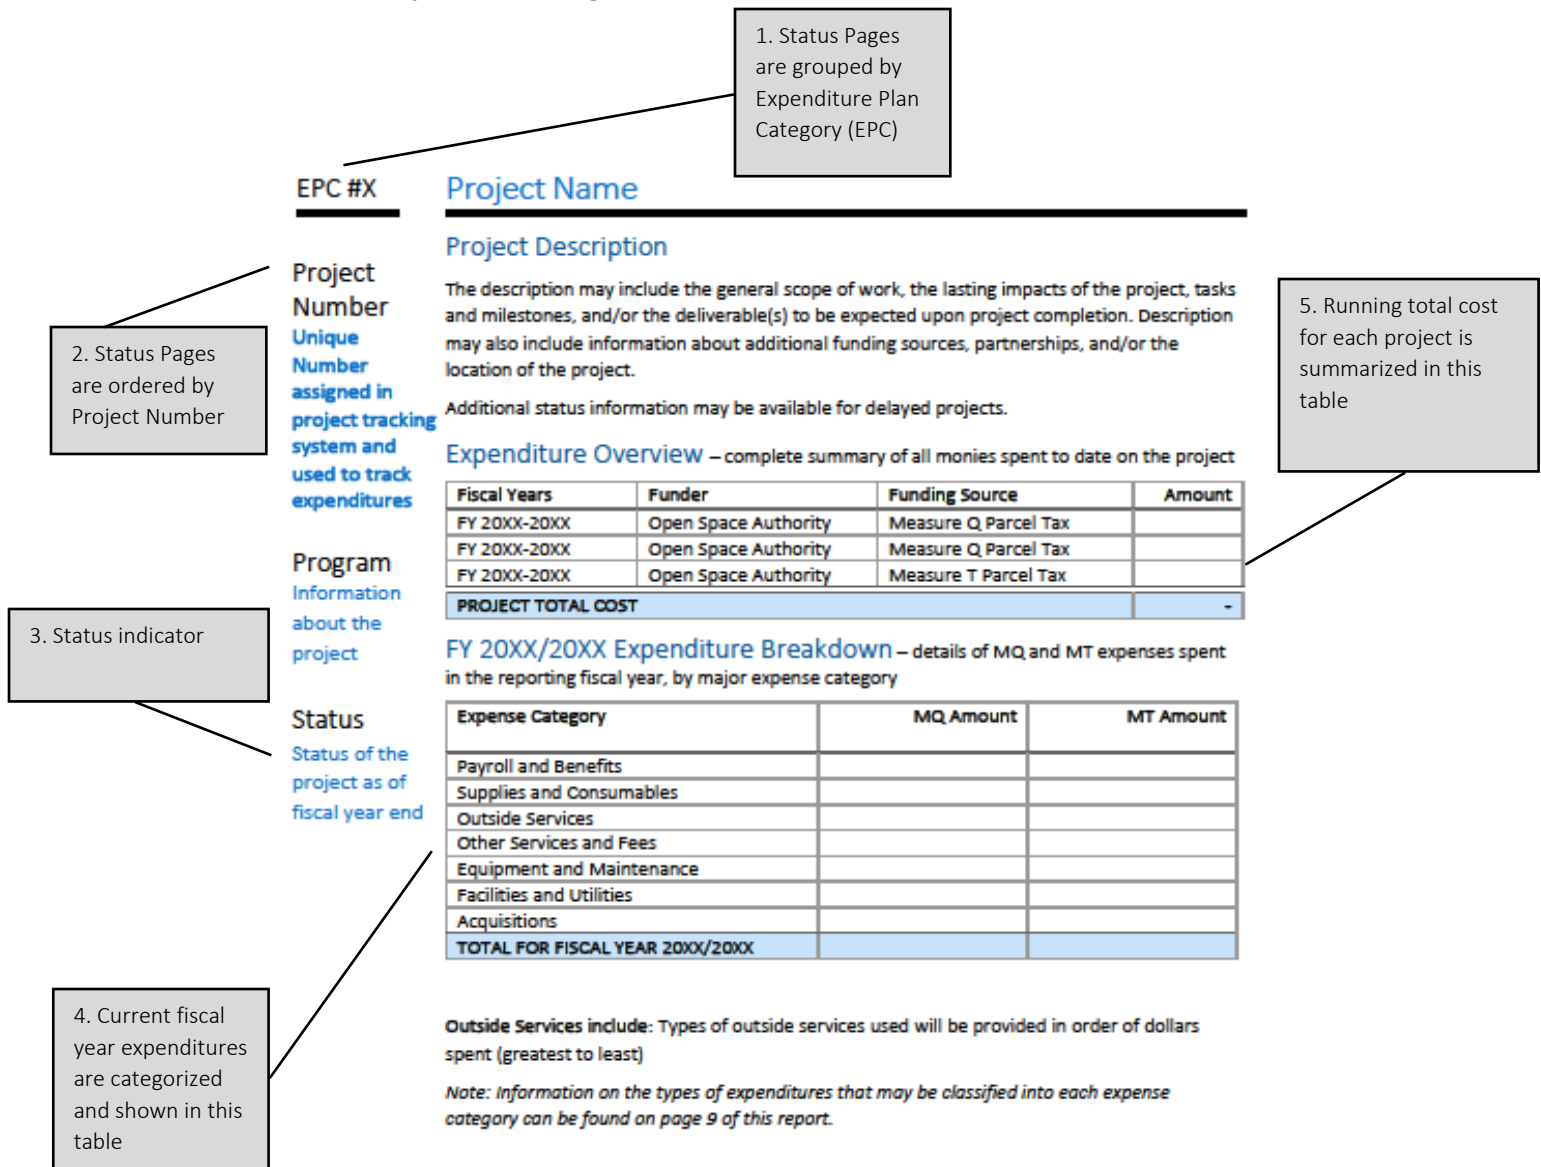 1. Status Pages
are grouped by
Expenditure Plan
Category (EPC)
EPC #X
Project Name
2. Status Pages
are ordered by
Project Number
Project
Number
Unique
Number
assigned in
project tracking
system and
used to track
expenditures
Program
Information
about the
project
3. Status indicator
Status
Status of the
project as of
fiscal year end
Project Description
The description may include the general scope of work, the lasting impacts of the project, tasks
and milestones, and/or the deliverable(s) to be expected upon project completion. Description
may also include information about additional funding sources, partnerships, and/or the
location of the project.
Additional status information may be available for delayed projects.
5. Running total cost
for each project is
summarized in this
table
Expenditure Overview – complete summary of all monies spent to date on the project
Fiscal Years Funder Funding Source Amount
FY 20XX-20XX Open Space Authority Measure Q Parcel Tax
FY 20XX-20XX Open Space Authority Measure Q Parcel Tax
FY 20XX-20XX Open Space Authority Measure T Parcel Tax
PROJECT TOTAL COST -
FY 20XX/20XX Expenditure Breakdown – details of MQ and MT expenses spent
in the reporting fiscal year, by major expense category
Expense Category MQ Amount MT Amount
Payroll and Benefits
Supplies and Consumables
Outside Services
Other Services and Fees
Equipment and Maintenance
Facilities and Utilities
Acquisitions
TOTAL FOR FISCAL YEAR 20XX/20XX
4. Current fiscal
year expenditures
are categorized
and shown in this
table
Outside Services include: Types of outside services used will be provided in order of dollars
spent (greatest to least)
Note: Information on the types of expenditures that may be classified into each expense
category can be found on page 9 of this report.